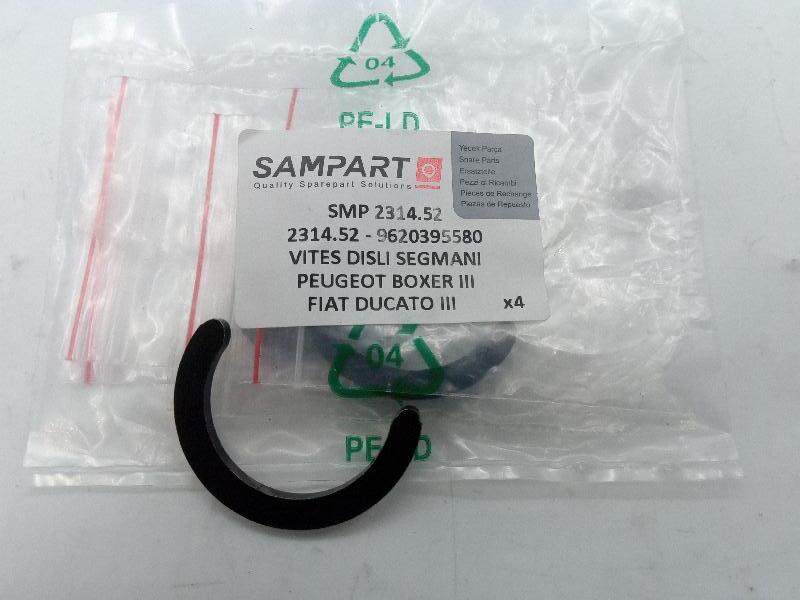 04
PE-LD
SAMPART
Quality Sparepart Solutions
Yedek Parça
Spare Parts
Ersatzteile
Pezzi di Ricambi
Pièces de Rechange
Piezas de Repuesto
SMP 2314.52
2314.52 - 9620395580
VITES DISLI SEGMANI
PEUGEOT BOXER III
FIAT DUCATO III x4
04
PE-LD